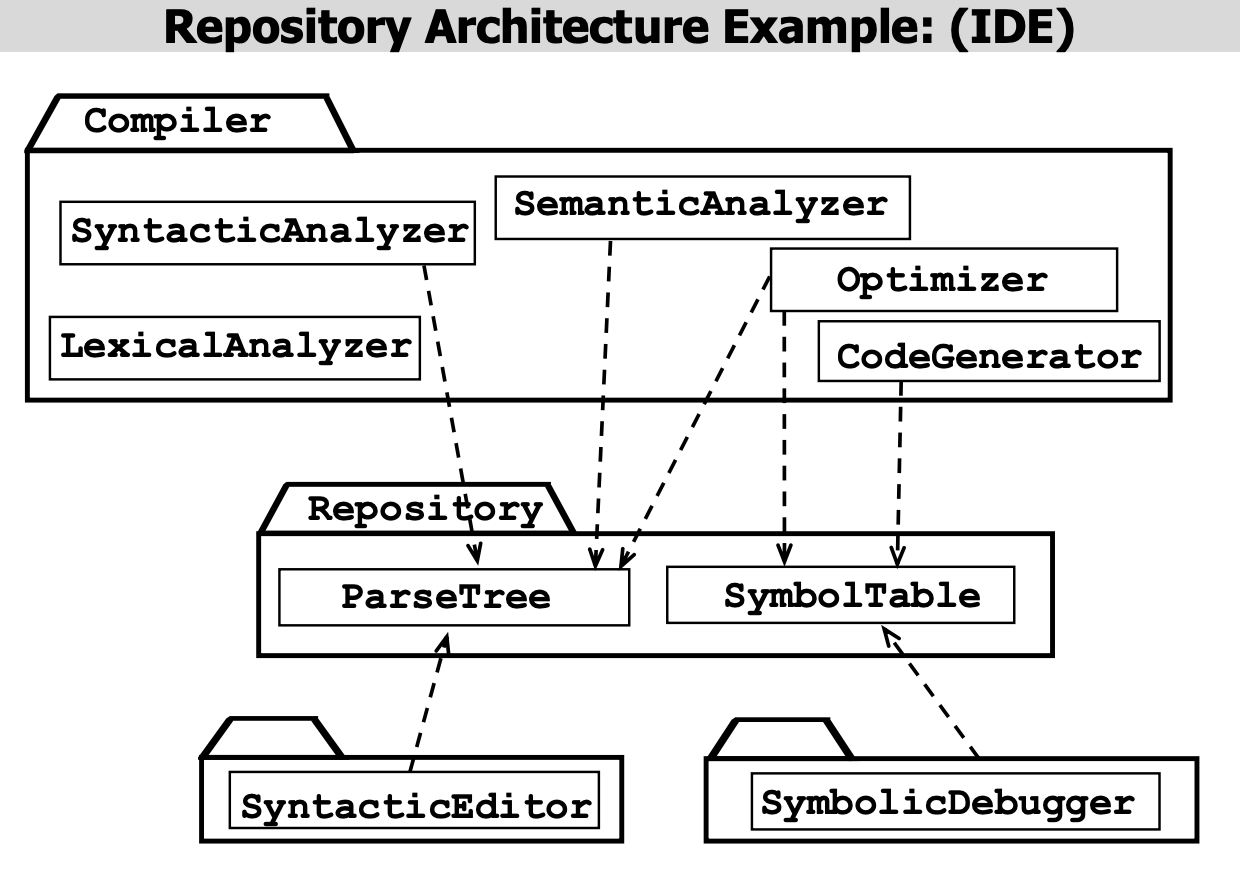 Repository Architecture Example: (IDE)
Compiler
SemanticAnalyzer
SyntacticAnalyzer
Optimizer
LexicalAnalyzer
CodeGenerator
Repository
ParseTree
SymbolTable
SyntacticEditor
SymbolicDebugger